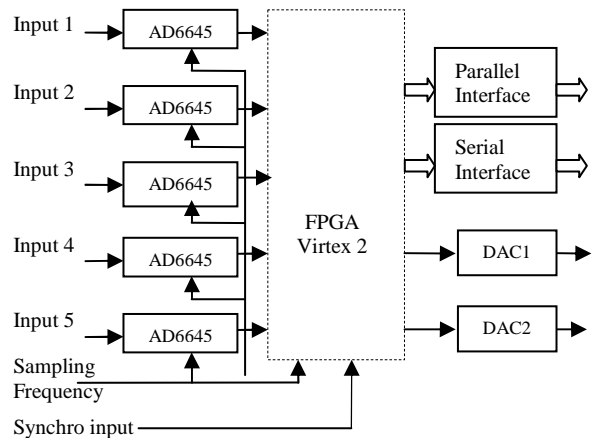 Input 1
AD6645
Input 2
AD6645
Input 3
AD6645
Input 4
AD6645
Input 5
AD6645
Sampling
Frequency
Synchro input
FPGA
Virtex 2
Parallel
Interface
Serial
Interface
DAC1
DAC2